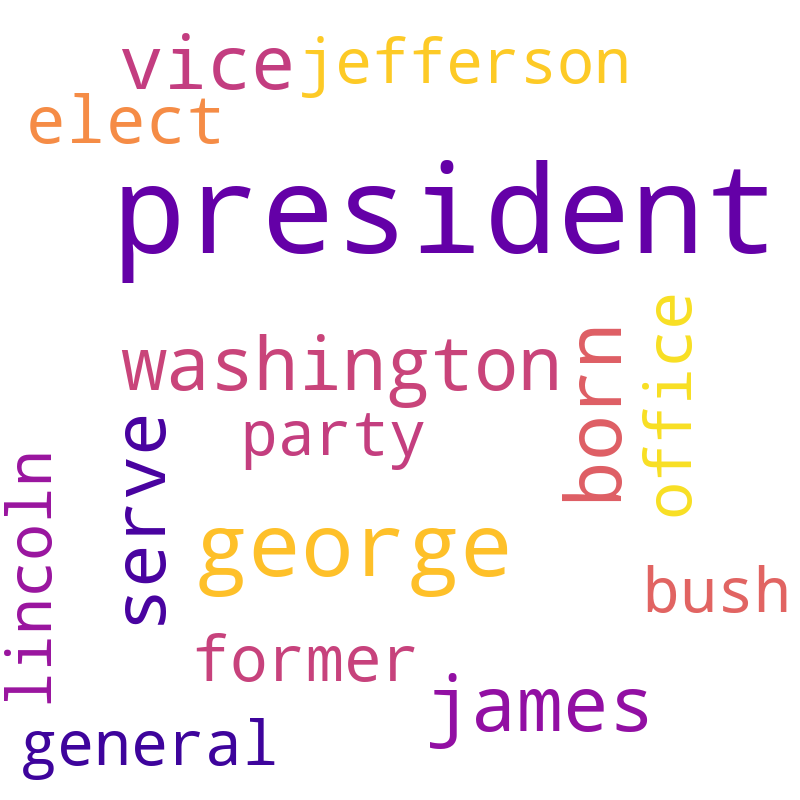 vice jefferson
elect
president
washington
born
office
party
serve
lincoln
george
bush
former
james
general